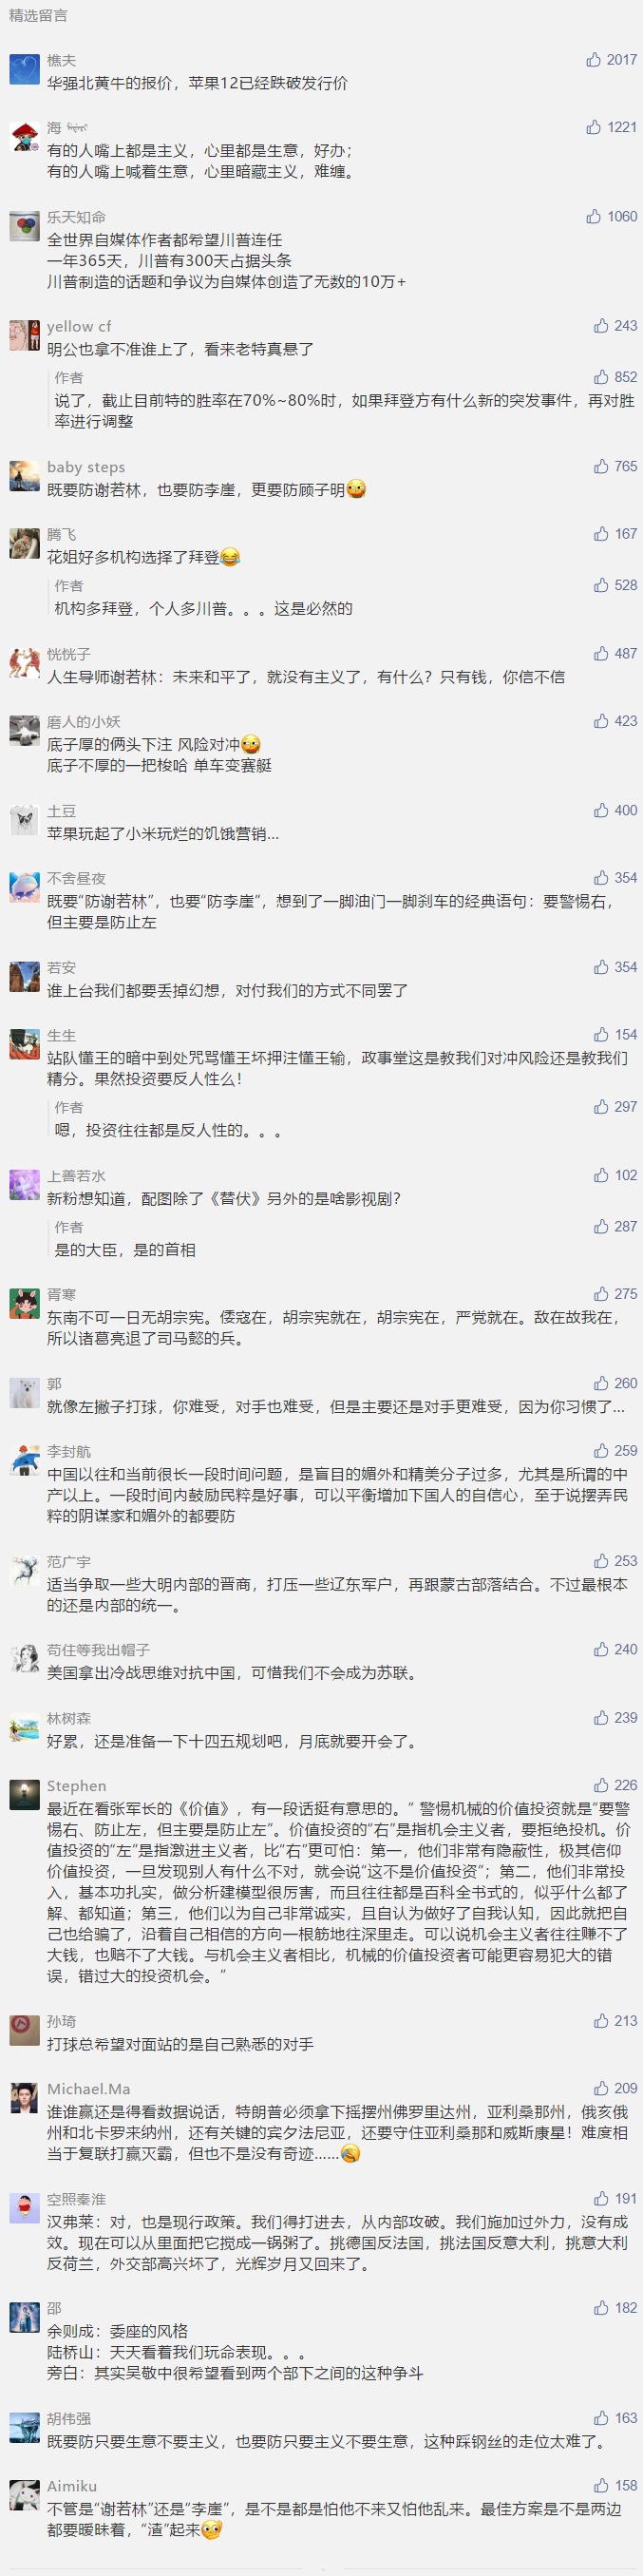 精选留言
樵夫 2017
华强北黄牛的报价，苹果12已经跌破发行价
海 1221
有的人嘴上都是主义，心里都是生意，好办；
有的人嘴上喊着生意，心里暗藏主义，难缠。
乐天知命 1060
全世界自媒体作者都希望川普连任
一年365天，川普有300天占据头条
川普制造的话题和争议为自媒体创造了无数的10万+
yellow cf 243
明公也拿不准谁上了，看来老特真悬了
作者 852
说了，截止目前特的胜率在70%~80%时，如果拜登方有什么新的突发事件，再对胜
率进行调整
baby steps 765
既要防谢若林，也要防李崖，更要防顾子明
腾飞 167
花姐好多机构选择了拜登
作者 528
机构多拜登，个人多川普。。。这是必然的
恍恍子 487
人生导师谢若林：未来和平了，就没有主义了，有什么？只有钱，你信不信
磨人的小妖 423
底子厚的俩头下注 风险对冲
底子不厚的一把梭哈 单车变赛艇
土豆 400
苹果玩起了小米玩烂的饥饿营销...
不舍昼夜 354
既要“防谢若林”，也要“防李崖”，想到了一脚油门一脚刹车的经典语句：要警惕右，
但主要是防止左
若安 354
谁上台我们都要丢掉幻想，对付我们的方式不同罢了
生生 154
站队懂王的暗中到处咒骂懂王坏押注懂王输，政事堂这是教我们对冲风险还是教我们
精分。果然投资要反人性么！
作者 297
嗯，投资往往都是反人性的。。。
上善若水 102
新粉想知道，配图除了《潜伏》另外的是啥影视剧？
作者 287
是的大臣，是的首相
胥寒 275
东南不可一日无胡宗宪。倭寇在，胡宗宪就在，胡宗宪在，严党就在。敌在故我在，
所以诸葛亮退了司马懿的兵。
郭 260
就像左撇子打球，你难受，对手也难受，但是主要还是对手更难受，因为你习惯了...
李封航 259
中国以往和当前很长一段时间问题，是盲目的媚外和精美分子过多，尤其是所谓的中
产以上。一段时间内鼓励民粹是好事，可以平衡增加下国人的自信心，至于说摆弄民
粹的阴谋家和媚外的都要防
范广宇 253
适当争取一些大明内部的晋商，打压一些辽东军户，再跟蒙古部落结合。不过最根本
的还是内部的统一。
苟住等我出帽子 240
美国拿出冷战思维对抗中国，可惜我们不会成为苏联。
林树森 239
好累，还是准备一下十四五规划吧，月底就要开会了。
Stephen 226
最近在看张军长的《价值》，有一段话挺有意思的。“ 警惕机械的价值投资就是“要警
惕右、防止左，但主要是防止左”。价值投资的“右”是指机会主义者，要拒绝投机。价
值投资的“左”是指激进主义者，比“右”更可怕：第一，他们非常有隐蔽性，极其信仰
价值投资，一旦发现别人有什么不对，就会说“这不是价值投资”；第二，他们非常投
入，基本功扎实，做分析建模型很厉害，而且往往都是百科全书式的，似乎什么都了
解、都知道；第三，他们以为自己非常诚实，且自认为做好了自我认知，因此就把自
己也给骗了，沿着自己相信的方向一根筋地往深里走。可以说机会主义者往往赚不了
大钱，也赔不了大钱。与机会主义者相比，机械的价值投资者可能更容易犯大的错
误，错过大的投资机会。”
孙琦 213
打球总希望对面站的是自己熟悉的对手
Michael.Ma 209
谁谁赢还是得看数据说话，特朗普必须拿下摇摆州佛罗里达州，亚利桑那州，俄亥俄
州和北卡罗来纳州，还有关键的宾夕法尼亚，还要守住亚利桑那和威斯康星！难度相
当于复联打赢灭霸，但也不是没有奇迹……
空照秦淮 191
汉弗莱：对，也是现行政策。我们得打进去，从内部攻破。我们施加过外力，没有成
效。现在可以从里面把它搅成一锅粥了。挑德国反法国，挑法国反意大利，挑意大利
反荷兰，外交部高兴坏了，光辉岁月又回来了。
邵 182
余则成：委座的风格
陆桥山：天天看着我们玩命表现。。。
旁白：其实吴敬中很希望看到两个部下之间的这种争斗
胡伟强 163
既要防只要生意不要主义，也要防只要主义不要生意，这种踩钢丝的走位太难了。
Aimiku 158
不管是“谢若林”还是“李崖”，是不是都是怕他不来又怕他乱来。最佳方案是不是两边
都要暧昧着，“渣”起来